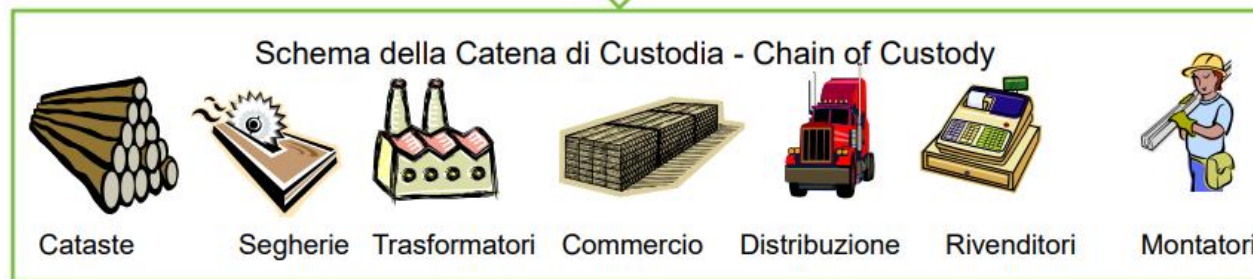 Schema della Catena di Custodia - Chain of Custody
Cataste Segherie Trasformatori Commercio Distribuzione Rivenditori Montatori